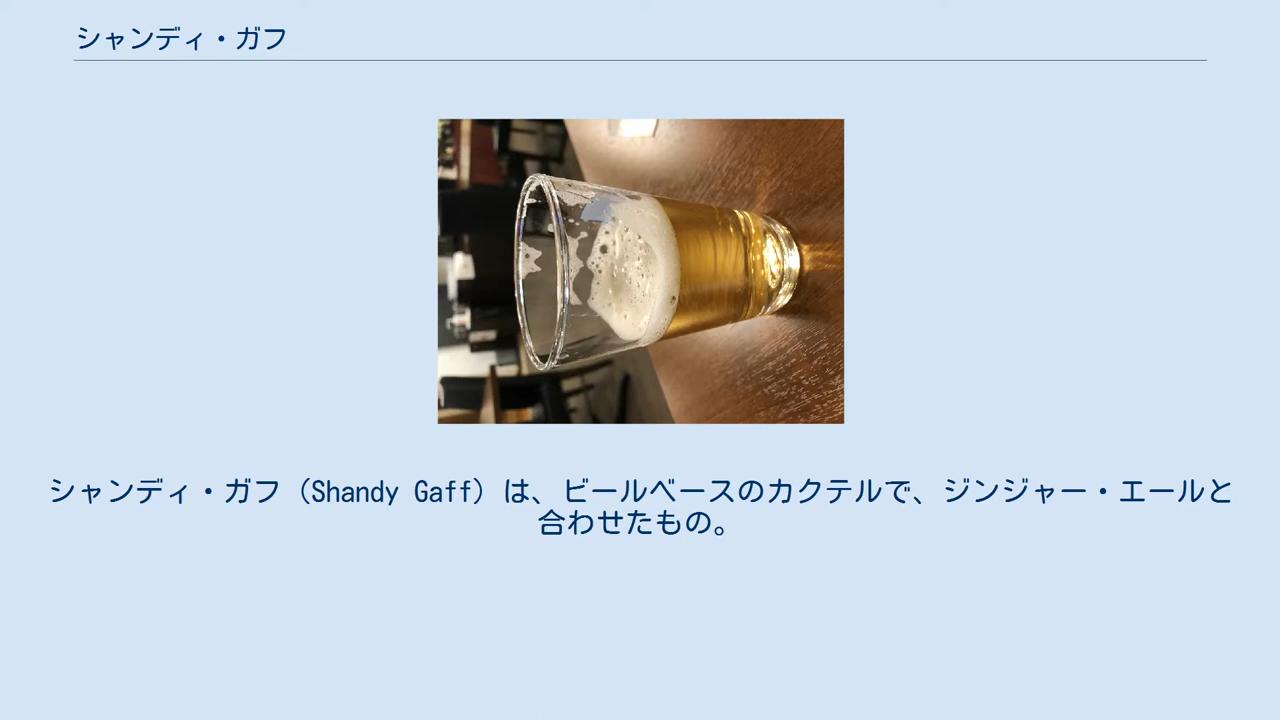 シャンディ・ガフ
シャンディ・ガフ（Shandy Gaff）は、ビールベースのカクテルで、ジンジャー・エールと
合わせたもの。